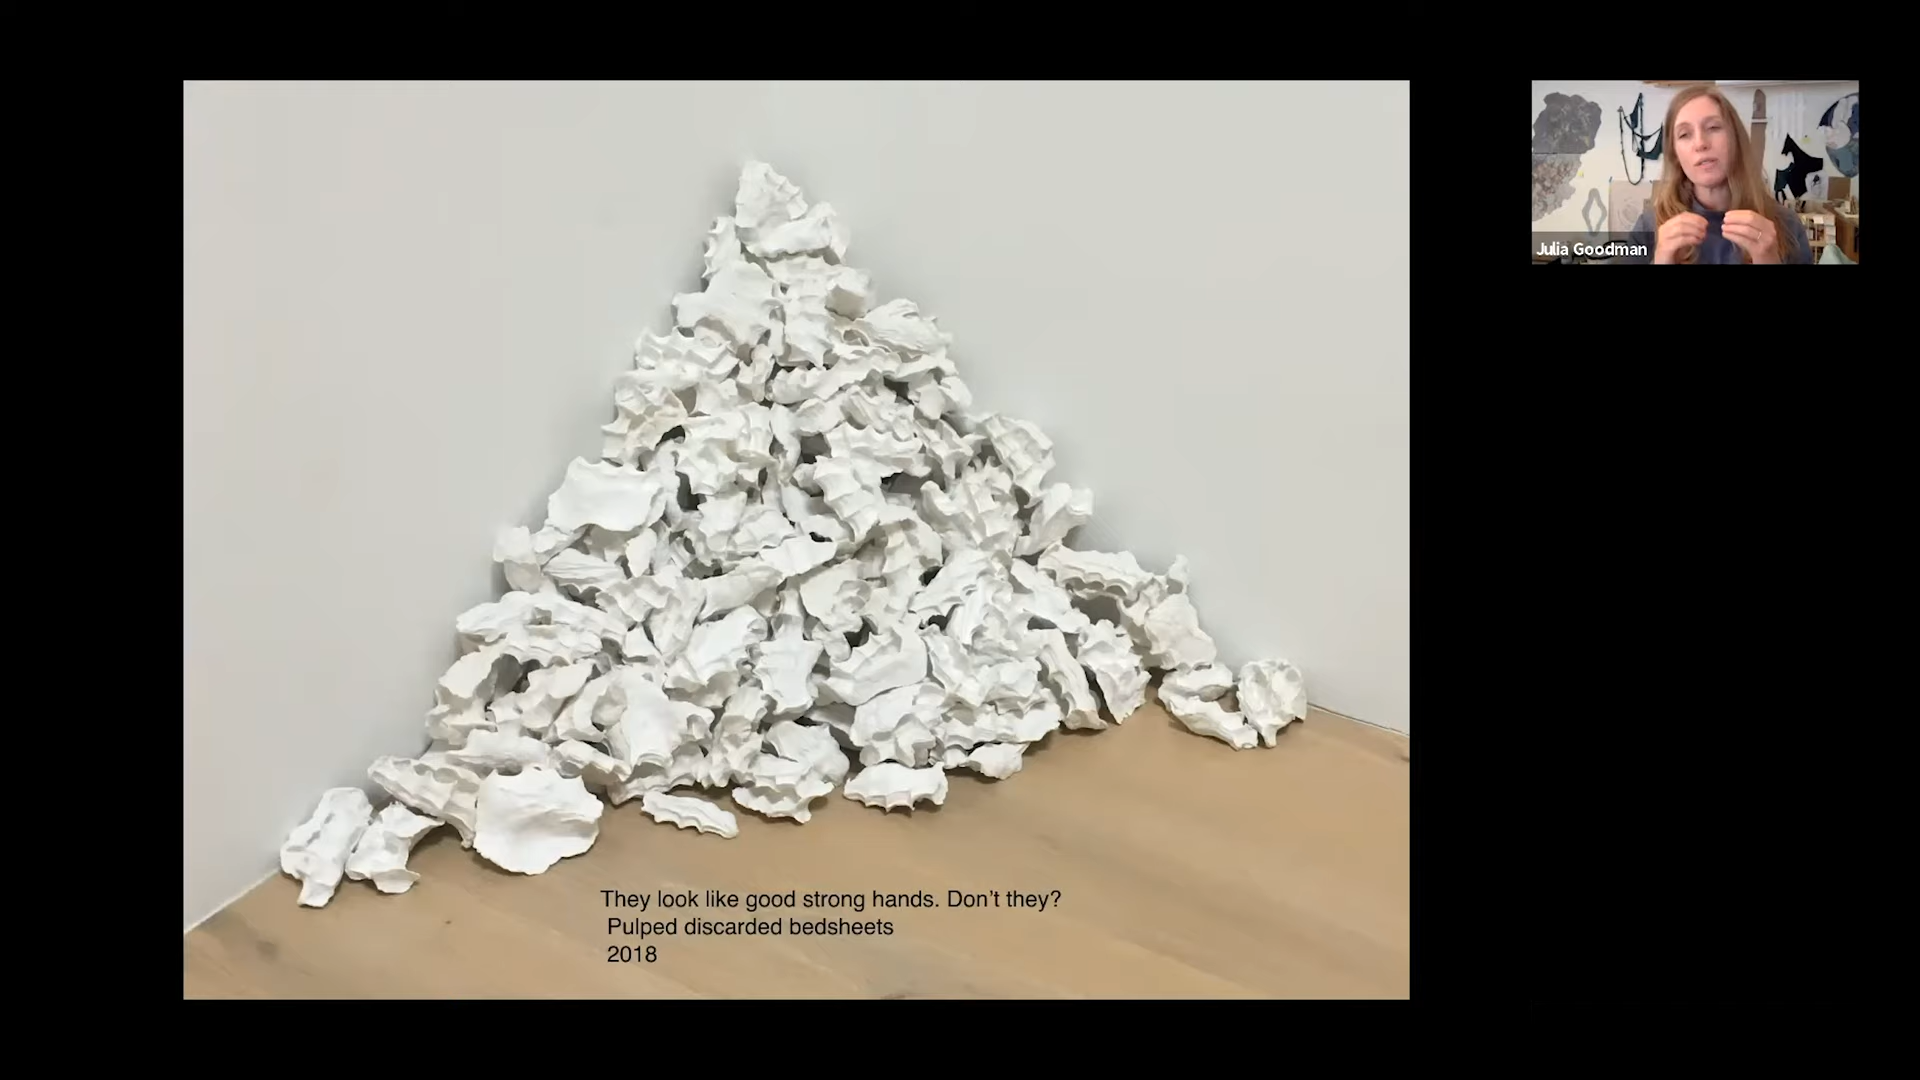 Julia Goodman
They look like good strong hands. Don't they?
Pulped discarded bedsheets
2018